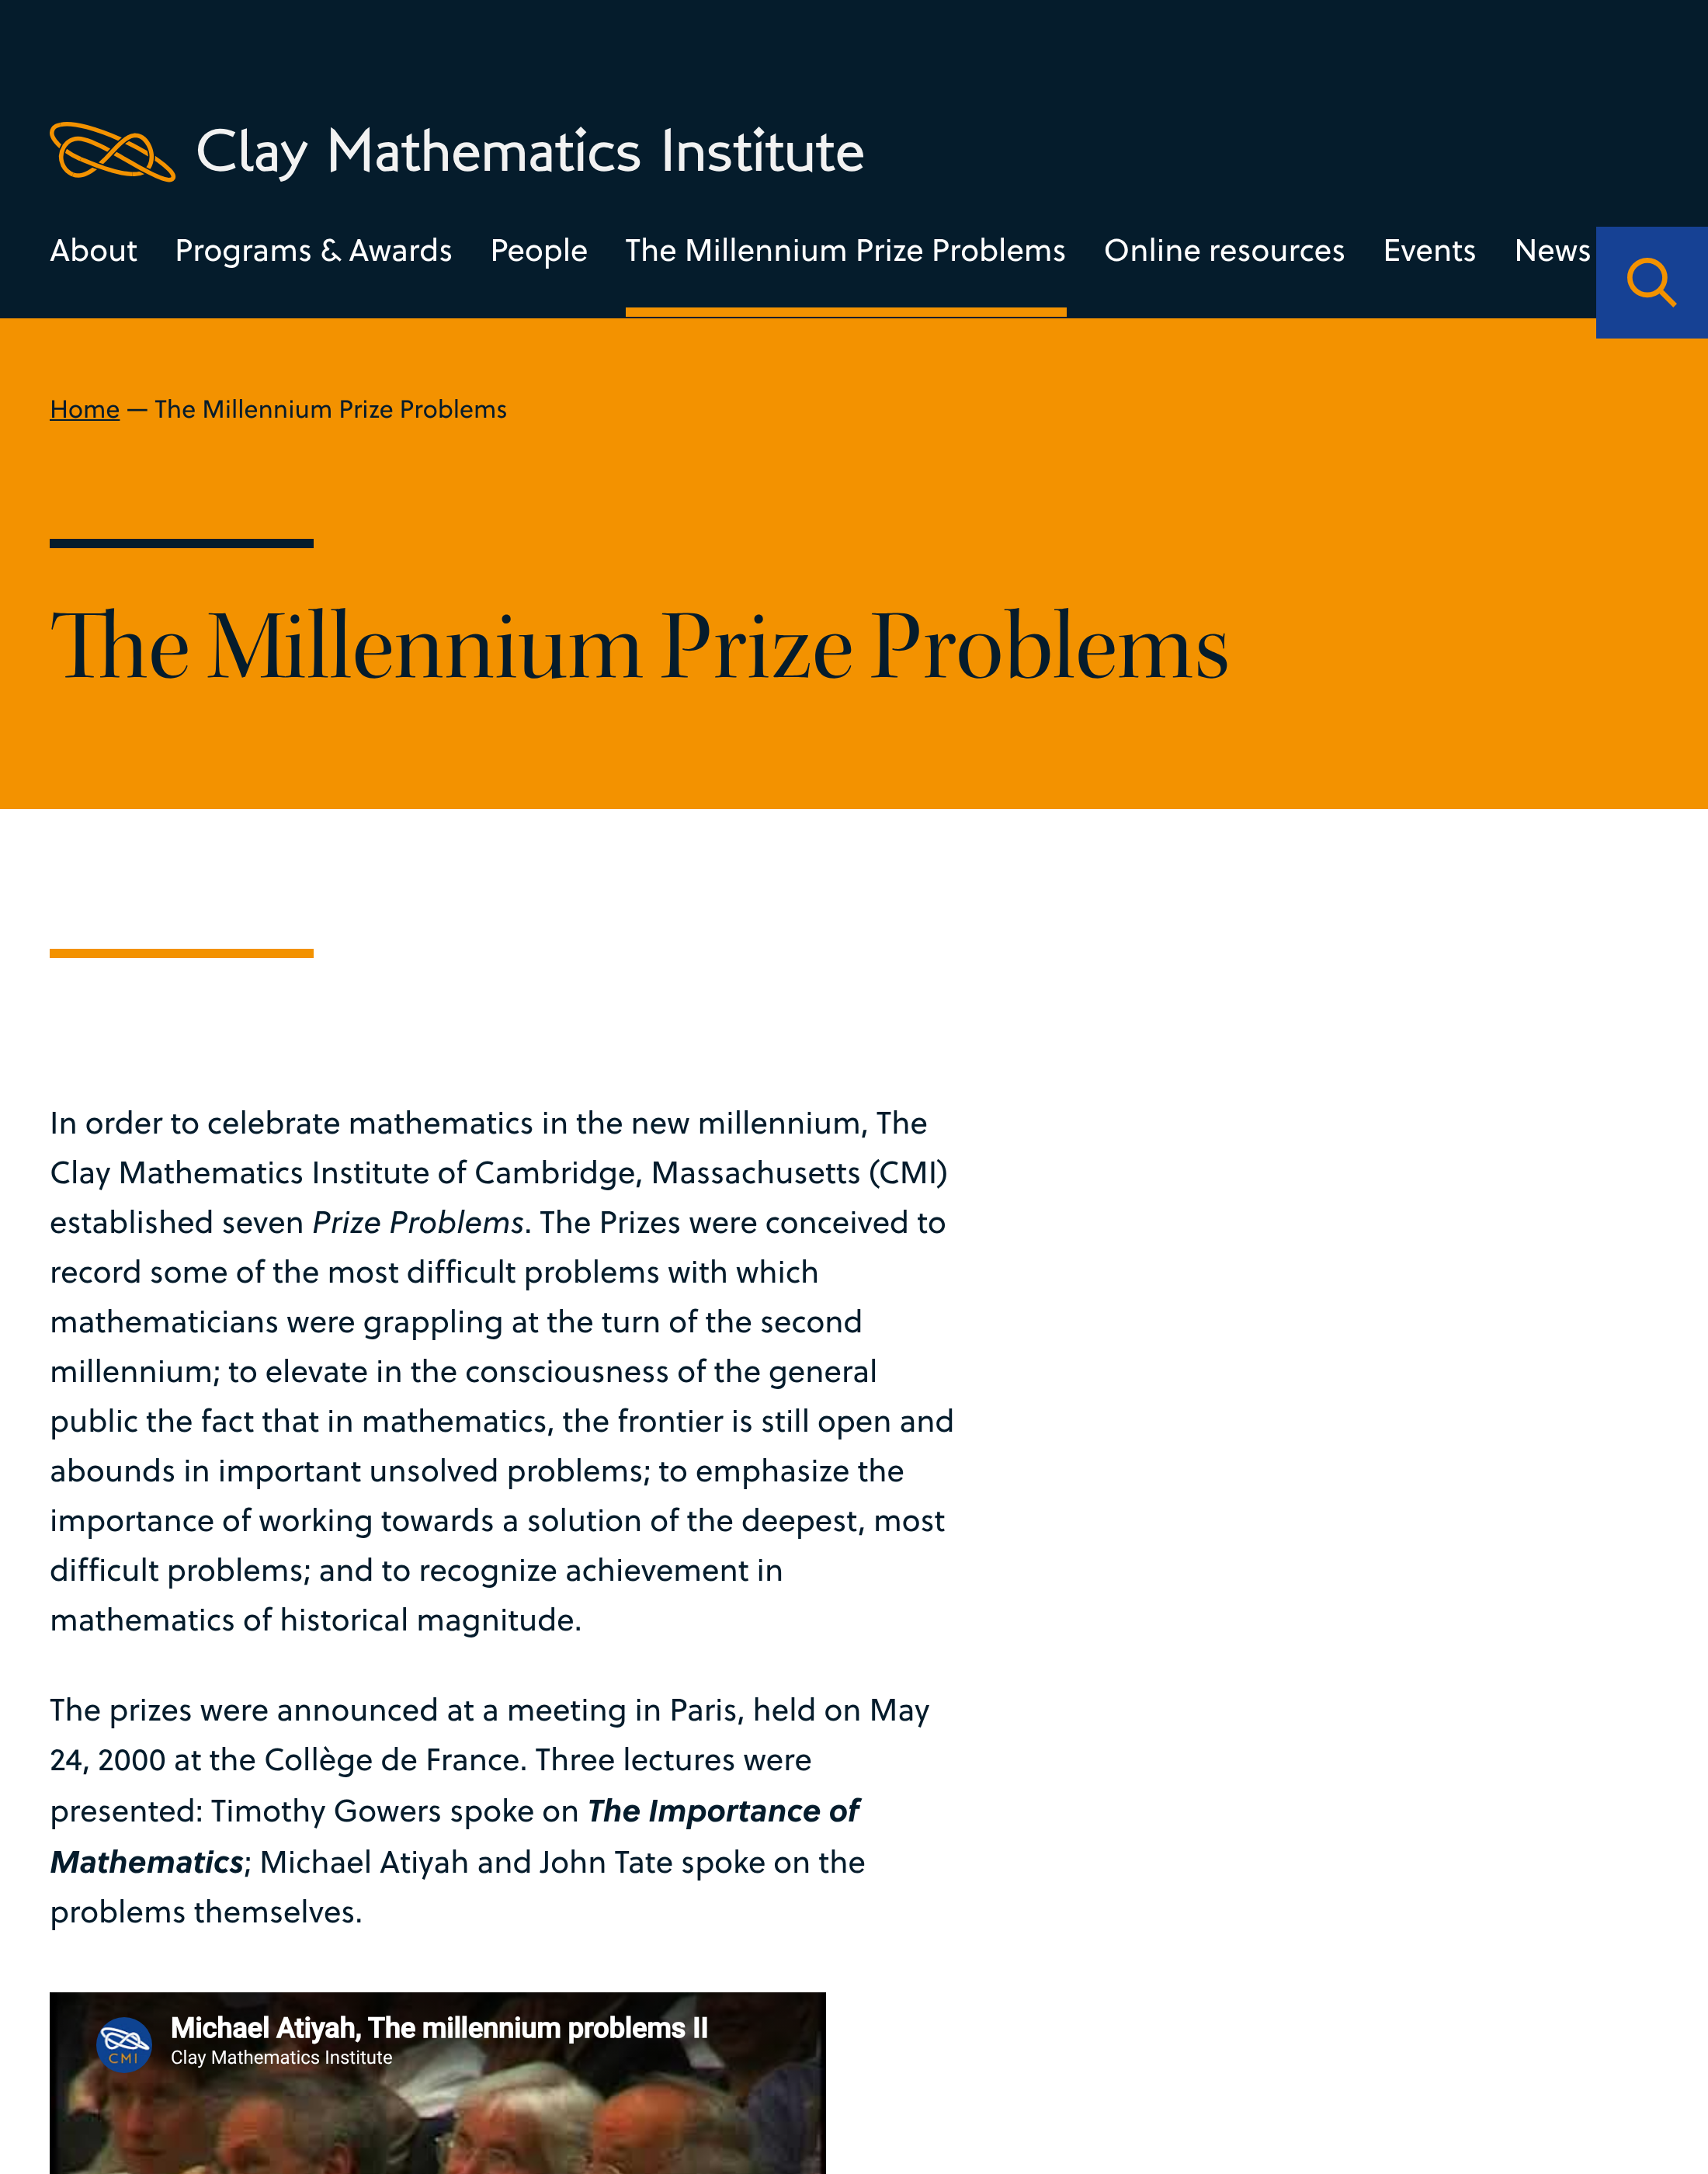 Clay Mathematics Institute
About Programs & Awards People The Millennium Prize Problems Online resources Events News
Home — The Millennium Prize Problems
The Millennium Prize Problems
In order to celebrate mathematics in the new millennium, The
Clay Mathematics Institute of Cambridge, Massachusetts (CMI)
established seven Prize Problems. The Prizes were conceived to
record some of the most difficult problems with which
mathematicians were grappling at the turn of the second
millennium; to elevate in the consciousness of the general
public the fact that in mathematics, the frontier is still open and
abounds in important unsolved problems; to emphasize the
importance of working towards a solution of the deepest, most
difficult problems; and to recognize achievement in
mathematics of historical magnitude.
The prizes were announced at a meeting in Paris, held on May
24, 2000 at the Collège de France. Three lectures were
presented: Timothy Gowers spoke on The Importance of
Mathematics; Michael Atiyah and John Tate spoke on the
problems themselves.
Michael Atiyah, The millennium problems II
CMI
Clay Mathematics Institute